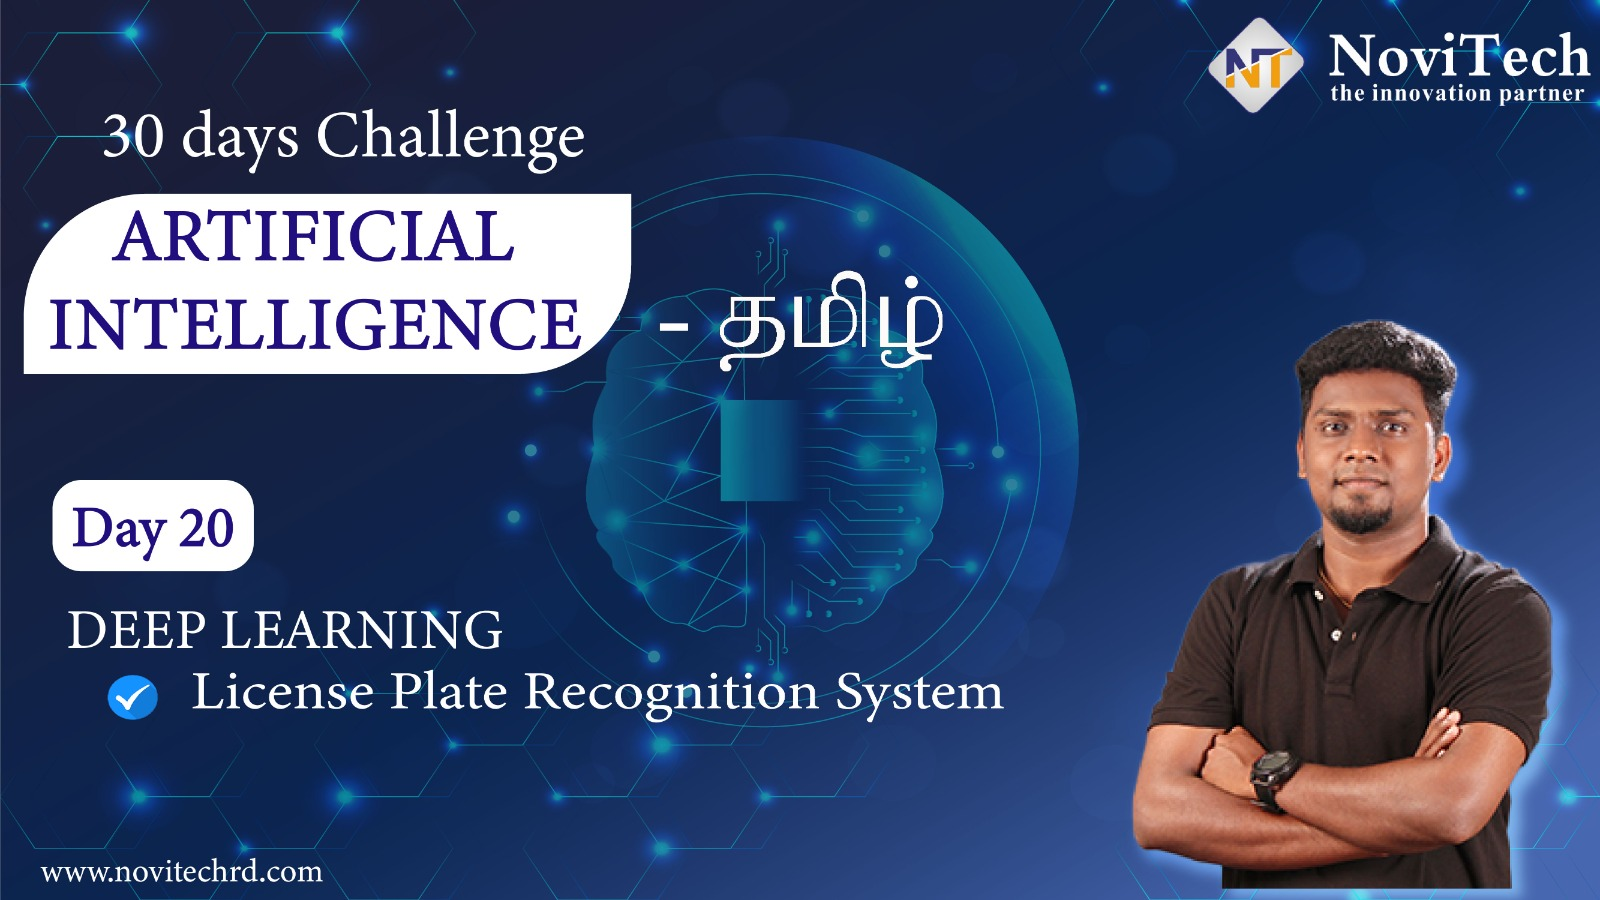 NT
NoviTech
the innovation partner
30 days Challenge
ARTIFICIAL
INTELLIGENCE
- தமிழ்
Day 20
DEEP LEARNING
License Plate Recognition System
www.novitechrd.com